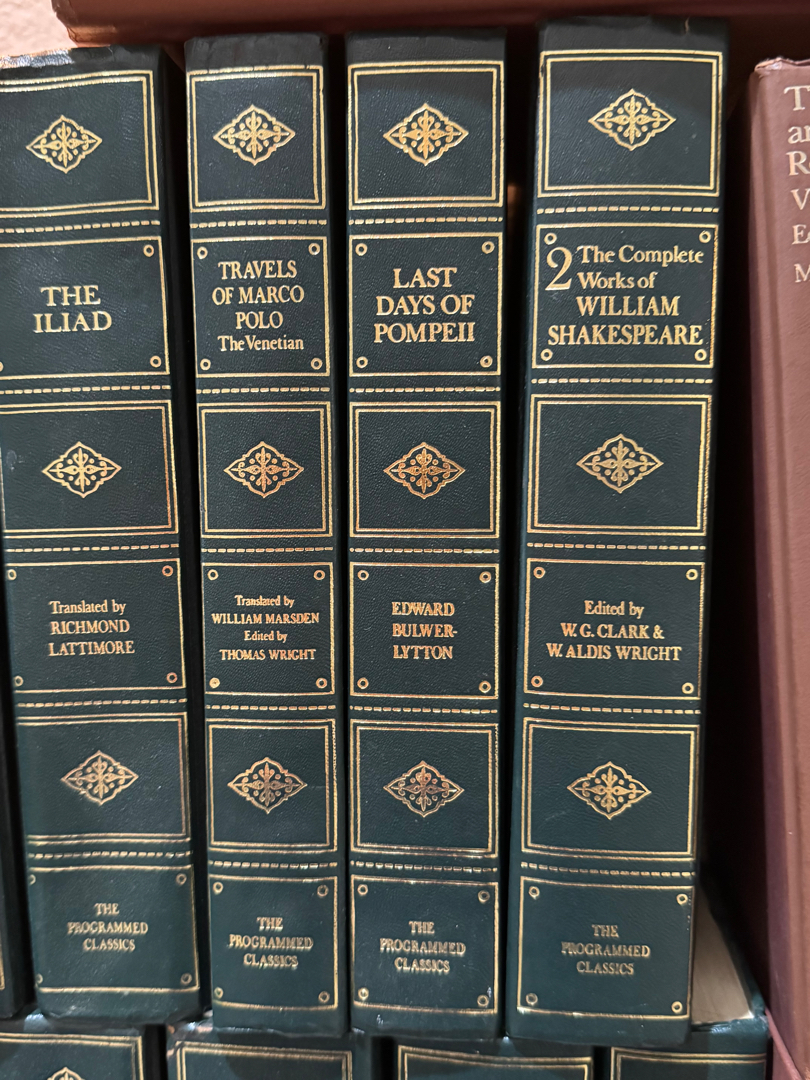 THE
ILIAD
Translated by
RICHMOND
LATTIMORE
THE
PROGRAMMED
CLASSICS
TRAVELS
OF MARCO
POLO
The Venetian
Translated by
WILLIAM MARSDEN
Edited by
THOMAS WRIGHT
THE
PROGRAMMED
CLASSICS
LAST
DAYS OF
POMPEII
EDWARD
BULWER-
LYTTON
THE
PROGRAMMED
CLASSICS
2 The Complete
Works of
WILLIAM
SHAKESPEARE
Edited by
W. G. CLARK &
W. ALDIS WRIGHT
THE
PROGRAMMED
CLASSICS